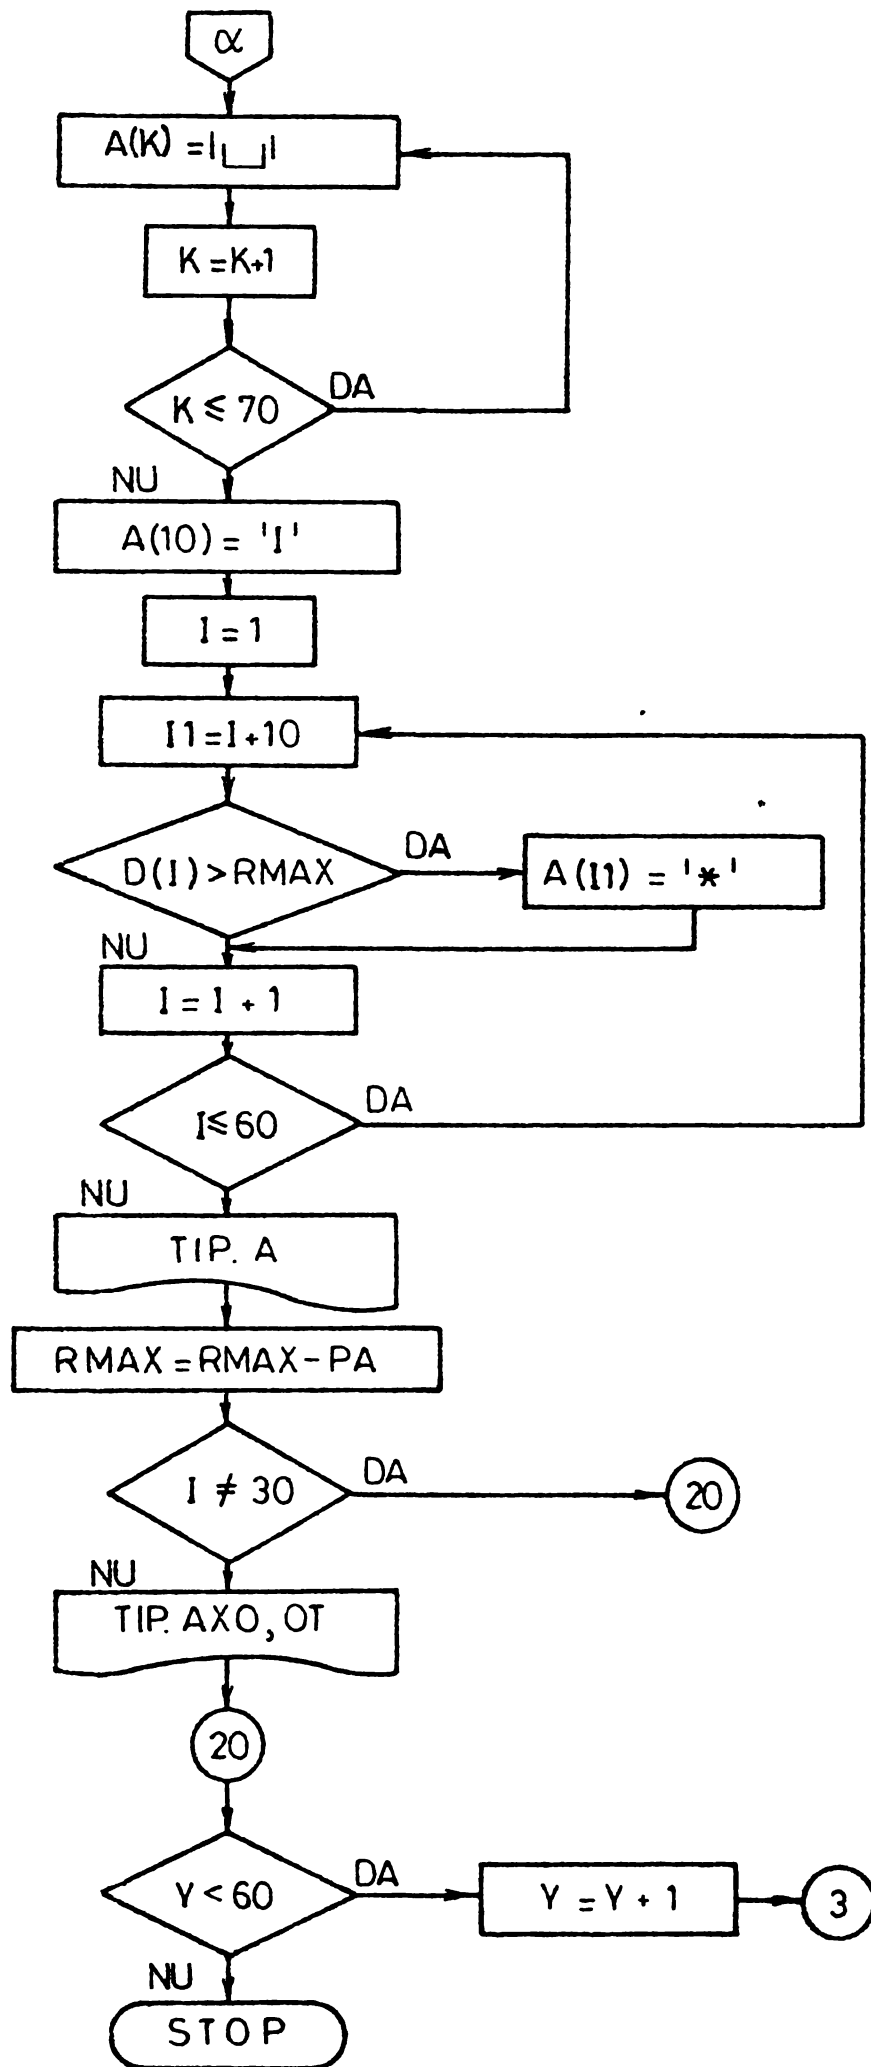 α
A(K) = '␣'
K = K+1
K ≤ 70
DA
NU
A(10) = 'I'
I = 1
I1 = I + 10
D(I) > RMAX
DA
A(I1) = '*'
NU
I = I + 1
I ≤ 60
DA
NU
TIP. A
RMAX = RMAX - PA
I ≠ 30
DA
20
NU
TIP. AXO, OT
20
Y < 60
DA
Y = Y + 1
3
NU
STOP